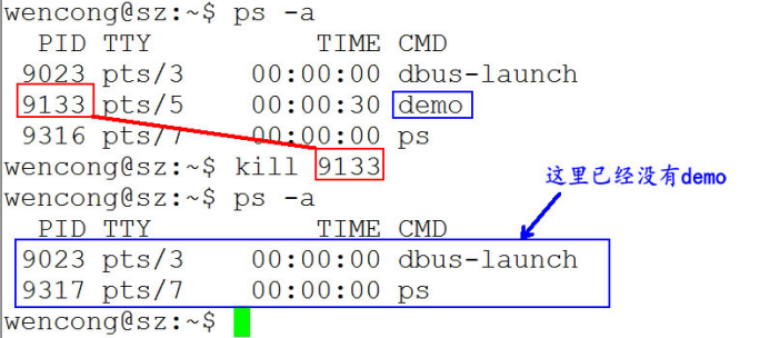 wencong@sz:~$ ps -a
PID TTY TIME CMD
9023 pts/3 00:00:00 dbus-launch
9133 pts/5 00:00:30 demo
9316 pts/7 00:00:00 ps
wencong@sz:~$ kill 9133
这里已经没有demo
wencong@sz:~$ ps -a
PID TTY TIME CMD
9023 pts/3 00:00:00 dbus-launch
9317 pts/7 00:00:00 ps
wencong@sz:~$